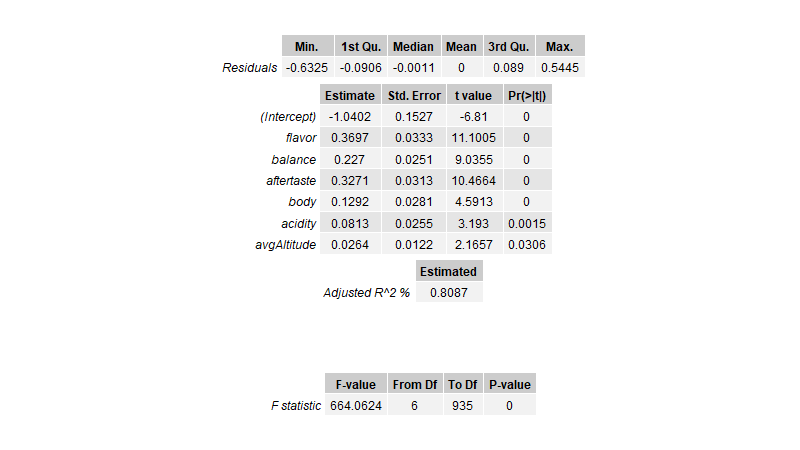 Min. 1st Qu. Median Mean 3rd Qu. Max.
Residuals -0.6325 -0.0906 -0.0011 0 0.089 0.5445
Estimate Std. Error t value Pr(>|t|)
(Intercept) -1.0402 0.1527 -6.81 0
flavor 0.3697 0.0333 11.1005 0
balance 0.227 0.0251 9.0355 0
aftertaste 0.3271 0.0313 10.4664 0
body 0.1292 0.0281 4.5913 0
acidity 0.0813 0.0255 3.193 0.0015
avgAltitude 0.0264 0.0122 2.1657 0.0306
Estimated
Adjusted R^2 % 0.8087
F-value From Df To Df P-value
F statistic 664.0624 6 935 0